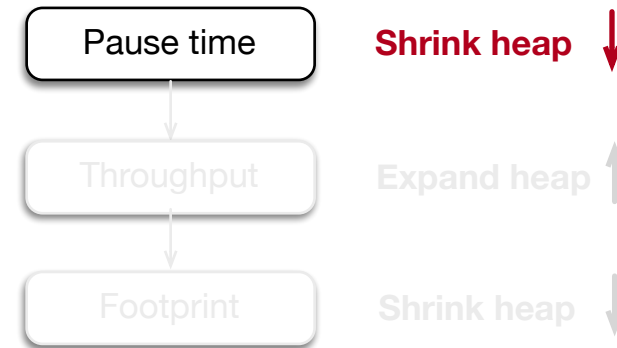 Pause time Shrink heap
Throughput Expand heap
Footprint Shrink heap